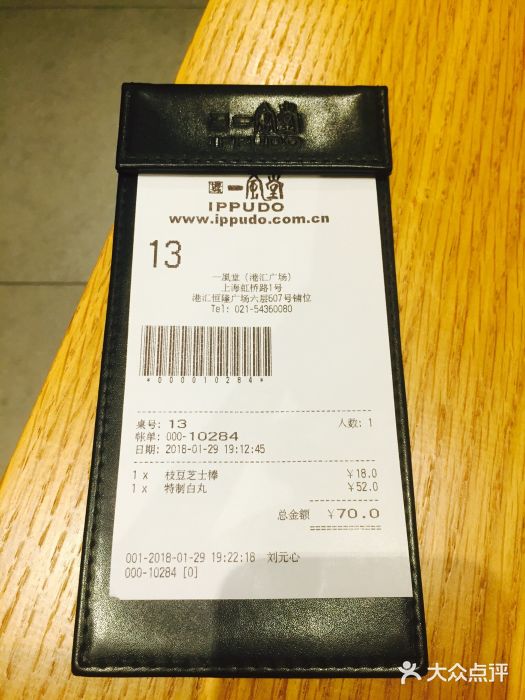 IPPUDO
一風堂
IPPUDO
www.ippudo.com.cn
13
一風堂（港汇广场）
上海虹桥路1号
港汇恒隆广场六层607号铺位
Tel: 021-54360080
*000010284*
桌号: 13 人数: 1
帐单: 000-10284
日期: 2018-01-29 19:12:45
1 x 枝豆芝士棒 ¥18.0
1 x 特制白丸 ¥52.0
总金额 ¥70.0
============
001-2018-01-29 19:22:18 刘元心
000-10284 [0]
大众点评